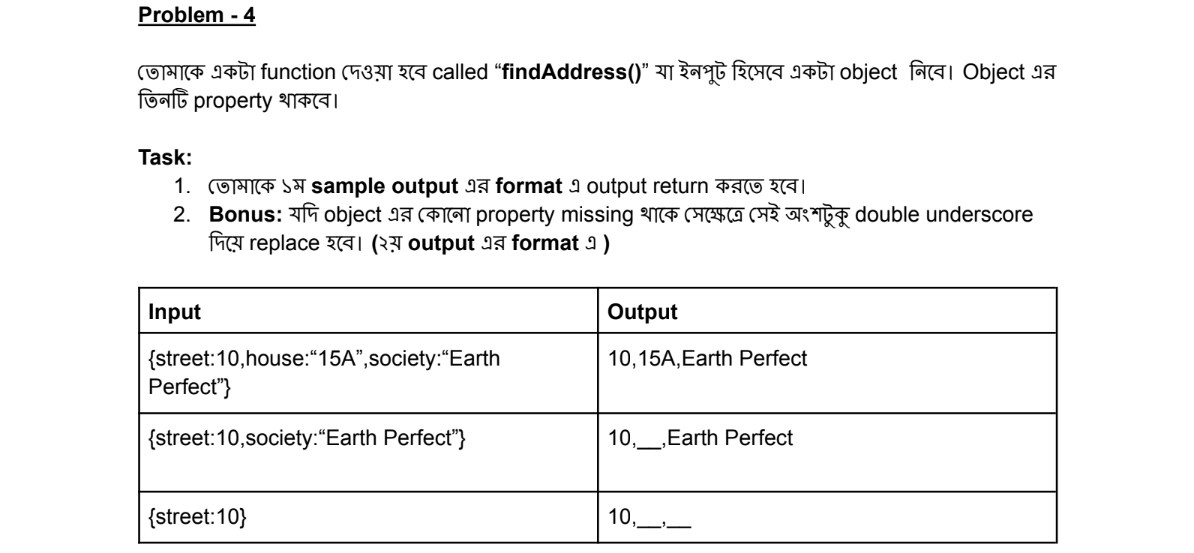 Problem - 4
তোমাকে একটা function দেওয়া হবে called “findAddress()” যা ইনপুট হিসেবে একটা object নিবে। Object এর
তিনটি property থাকবে।
Task:
1. তোমাকে ১ম sample output এর format এ output return করতে হবে।
2. Bonus: যদি object এর কোনো property missing থাকে সেক্ষেত্রে সেই অংশটুকু double underscore
দিয়ে replace হবে। (২য় output এর format এ )
Input Output
{street:10,house:“15A”,society:“Earth 10,15A,Earth Perfect
Perfect”}
{street:10,society:“Earth Perfect”} 10,__,Earth Perfect
{street:10} 10,__,__